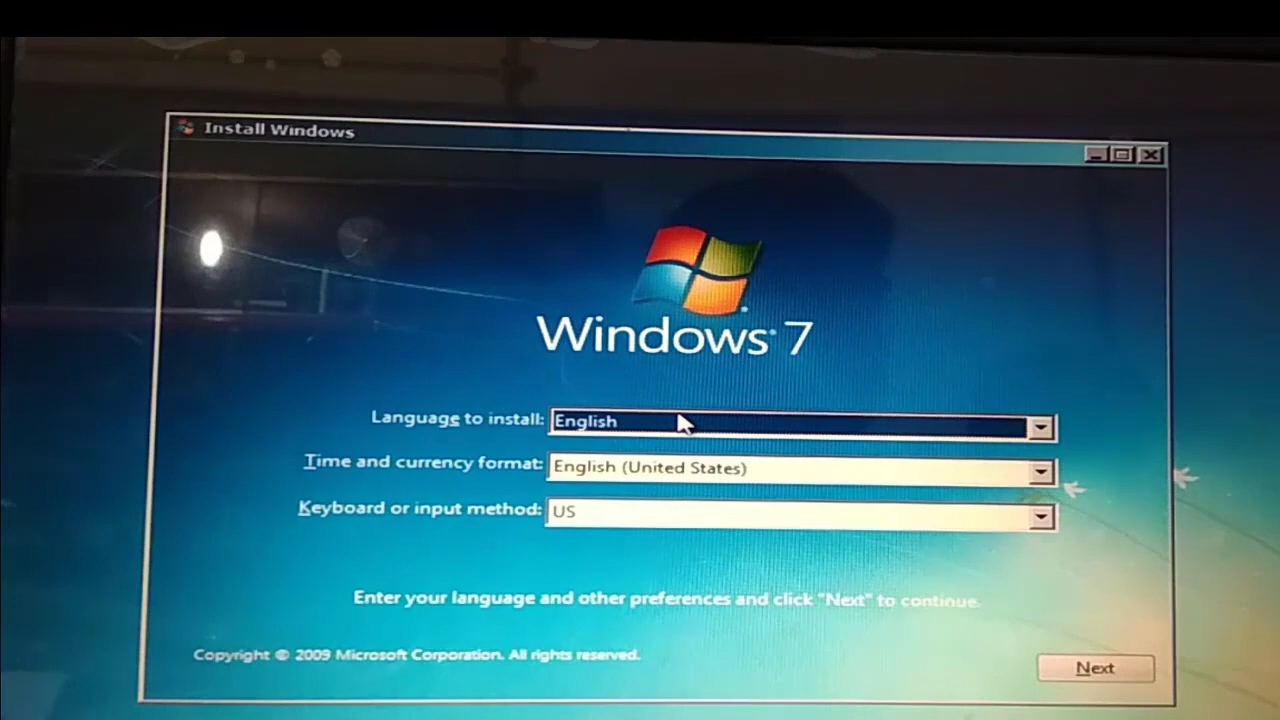 Install Windows
Windows 7
Language to install: English
Time and currency format: English (United States)
Keyboard or input method: US
Enter your language and other preferences and click "Next" to continue.
Copyright © 2009 Microsoft Corporation. All rights reserved.
Next